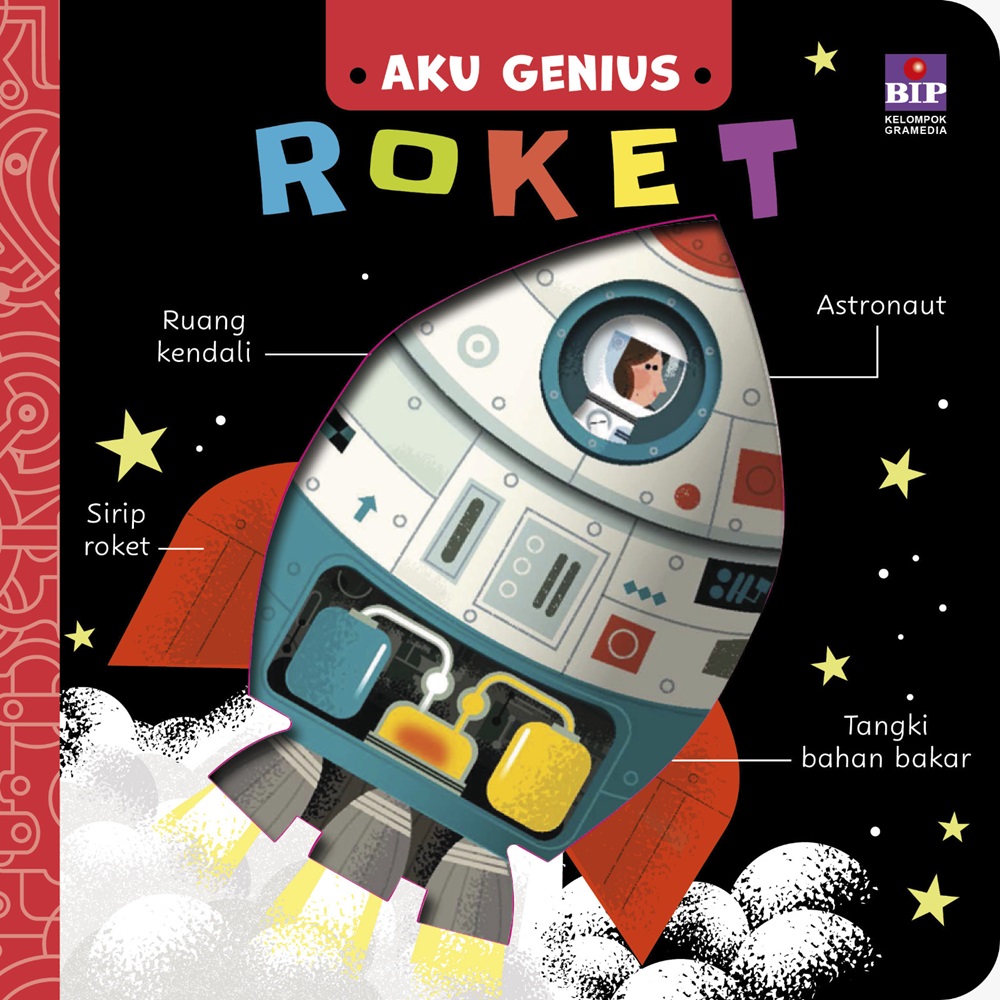 AKU GENIUS
BIP
KELOMPOK
GRAMEDIA
ROKET
Ruang
kendali
Astronaut
Sirip
roket
Tangki
bahan bakar